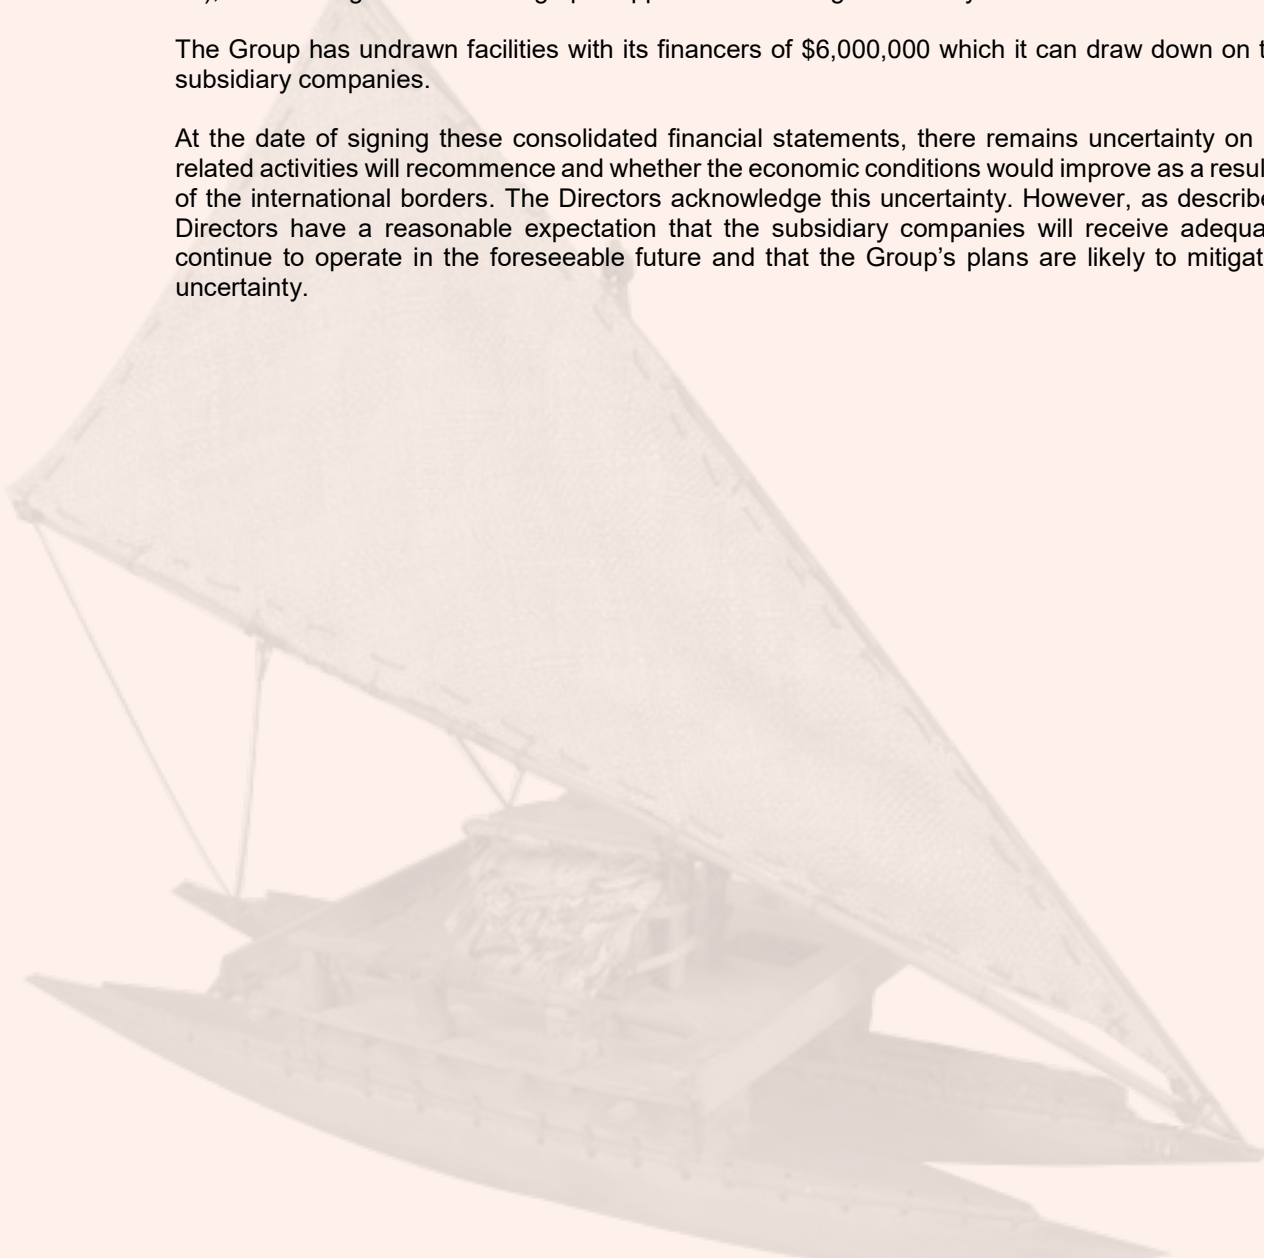 The Group has undrawn facilities with its financers of $6,000,000 which it can draw down on
subsidiary companies.
At the date of signing these consolidated financial statements, there remains uncertainty on
related activities will recommence and whether the economic conditions would improve as a
of the international borders. The Directors acknowledge this uncertainty. However, as
Directors have a reasonable expectation that the subsidiary companies will receive
continue to operate in the foreseeable future and that the Group’s plans are likely to
uncertainty.